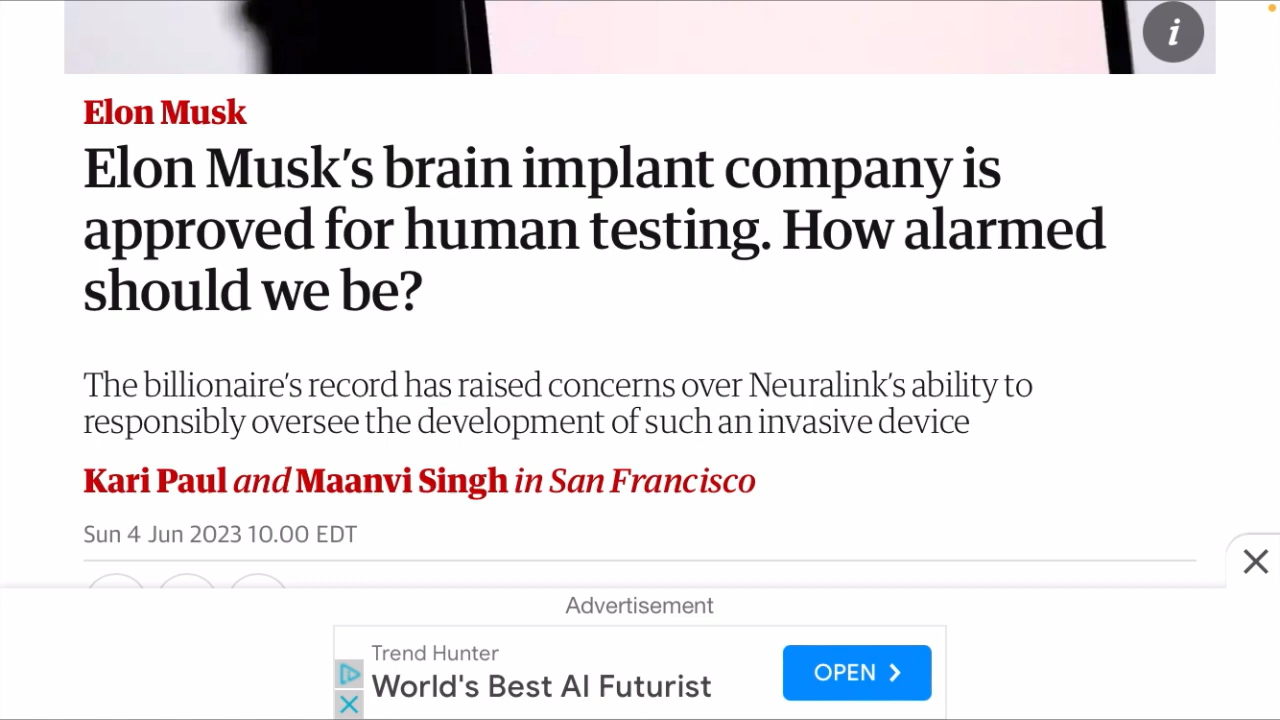 i
Elon Musk
Elon Musk’s brain implant company is
approved for human testing. How alarmed
should we be?
The billionaire’s record has raised concerns over Neuralink’s ability to
responsibly oversee the development of such an invasive device
Kari Paul and Maanvi Singh in San Francisco
Sun 4 Jun 2023 10.00 EDT
Advertisement
Trend Hunter
World's Best AI Futurist
OPEN